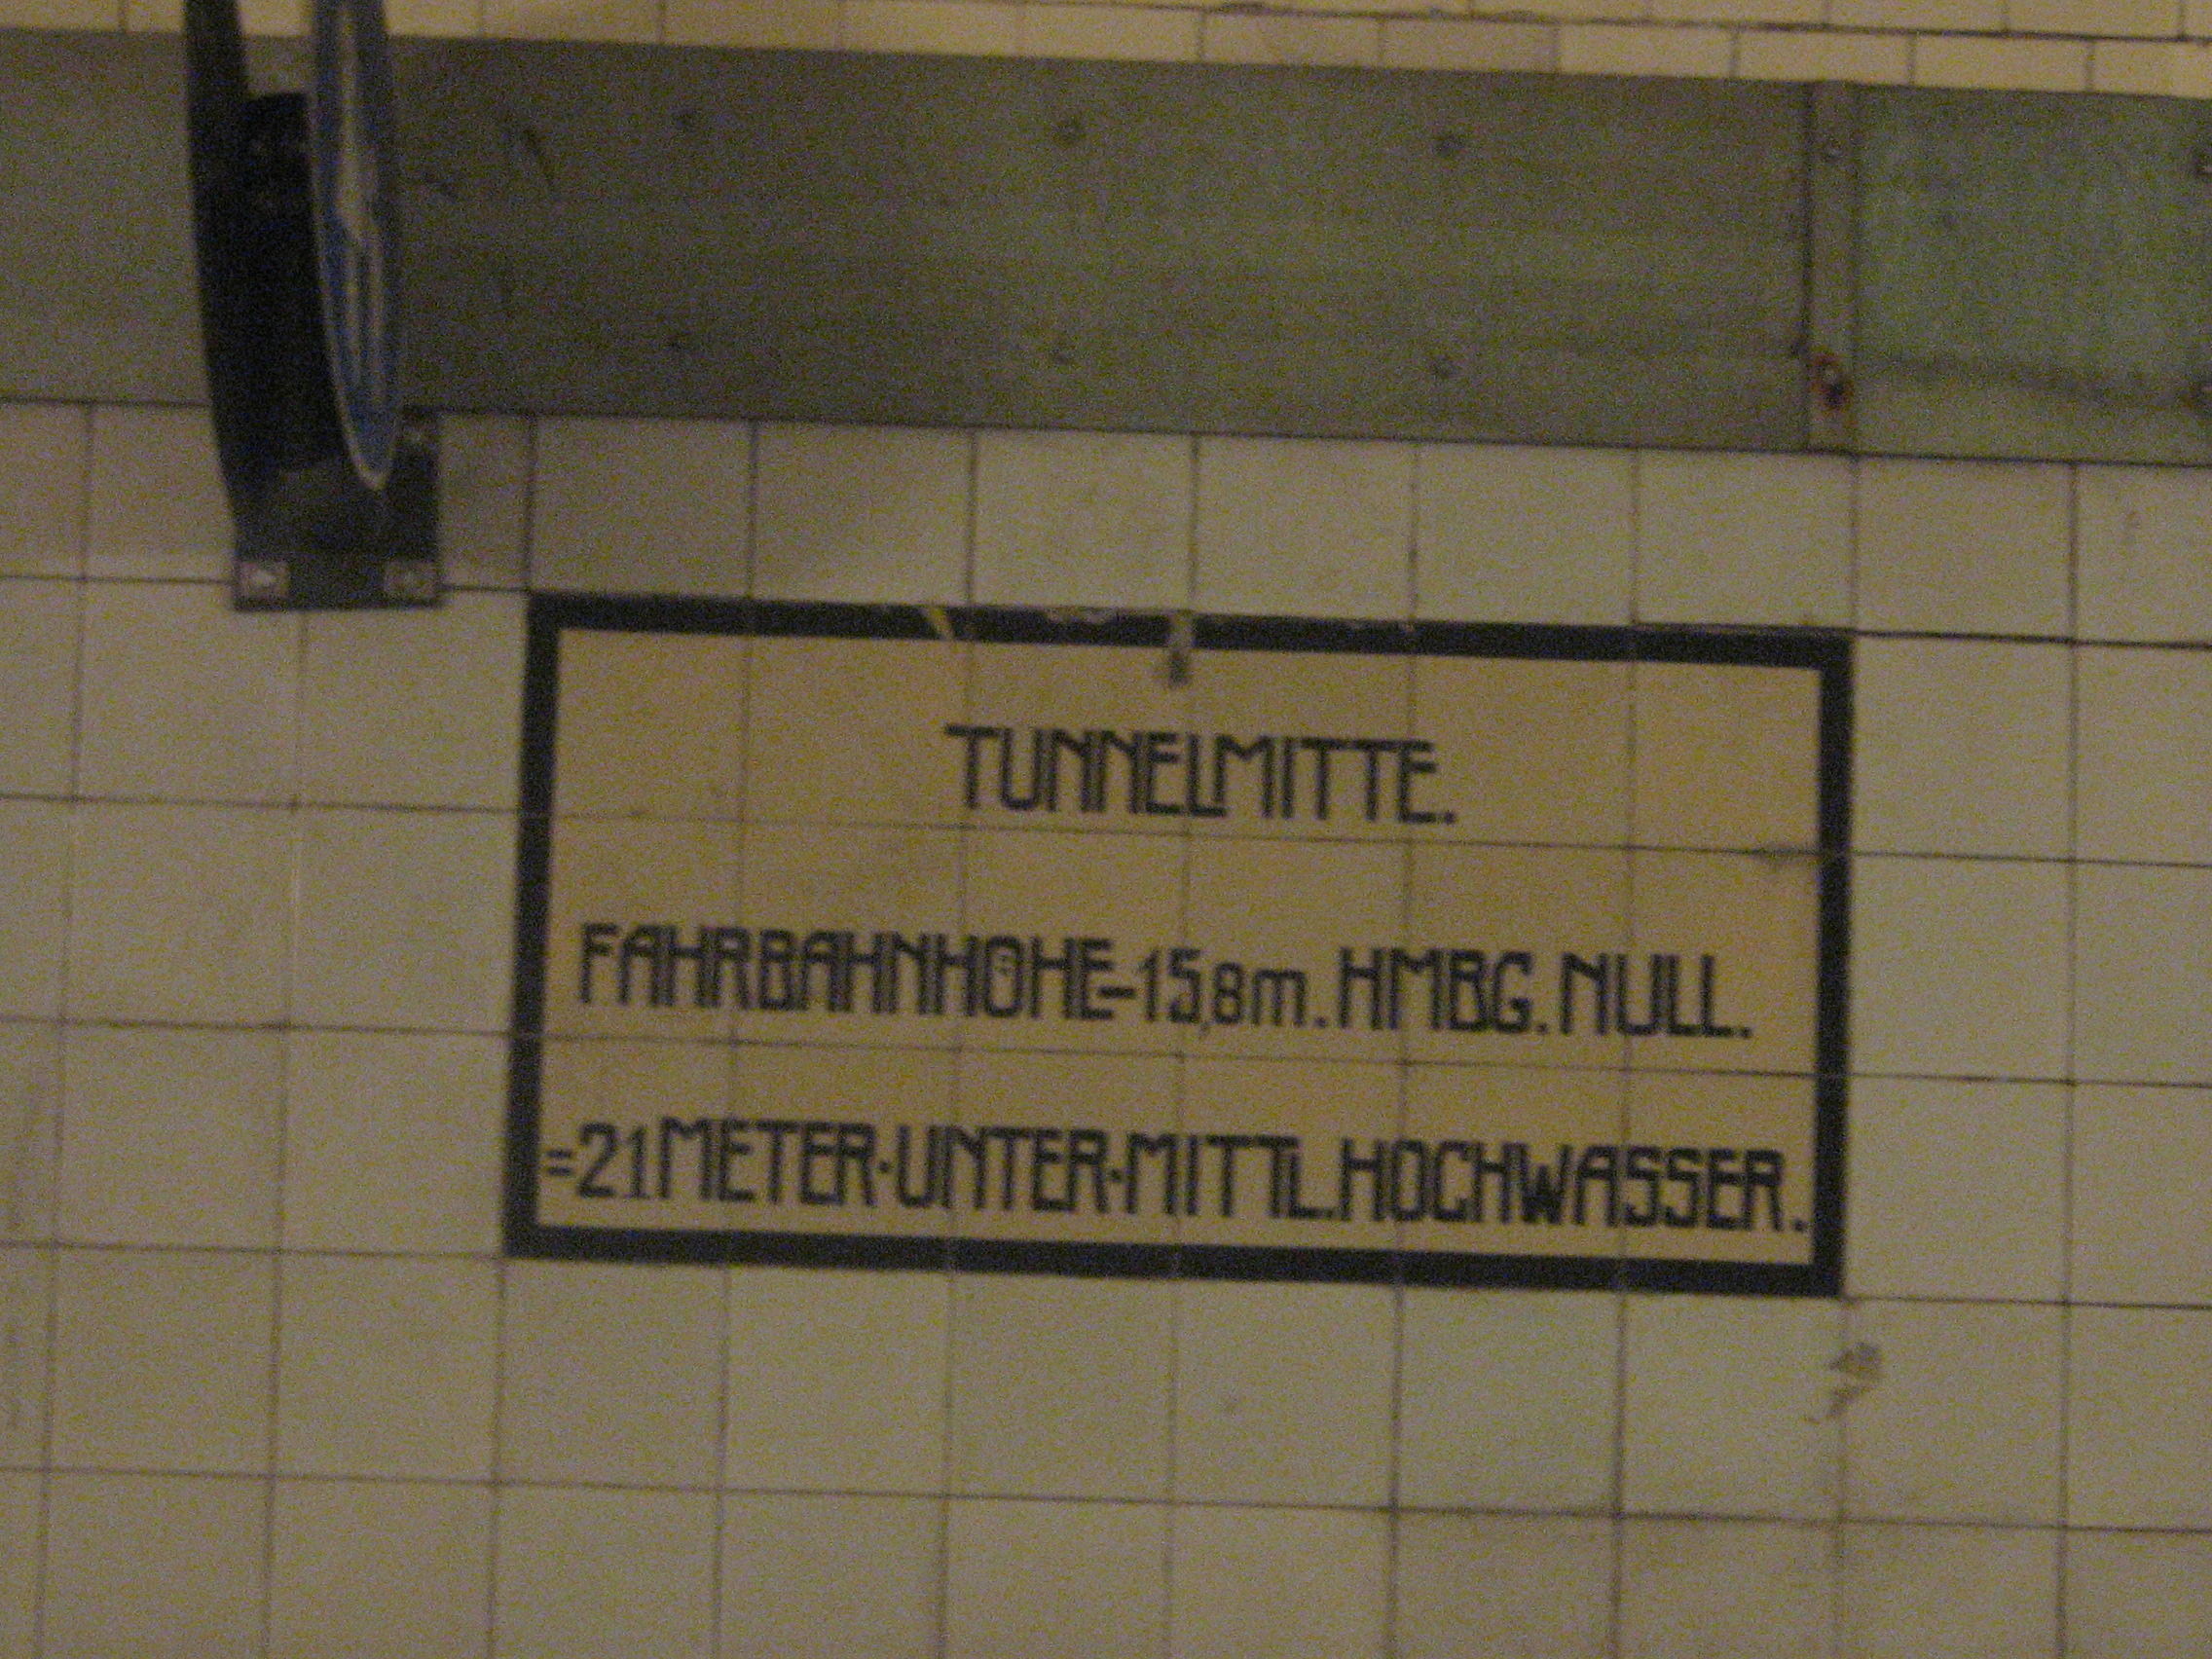 TUNNELMITTE.
FAHRBAHNHÖHE-15,8m. HMBG. NULL.
=21 METER·UNTER·MITTL.HOCHWASSER.